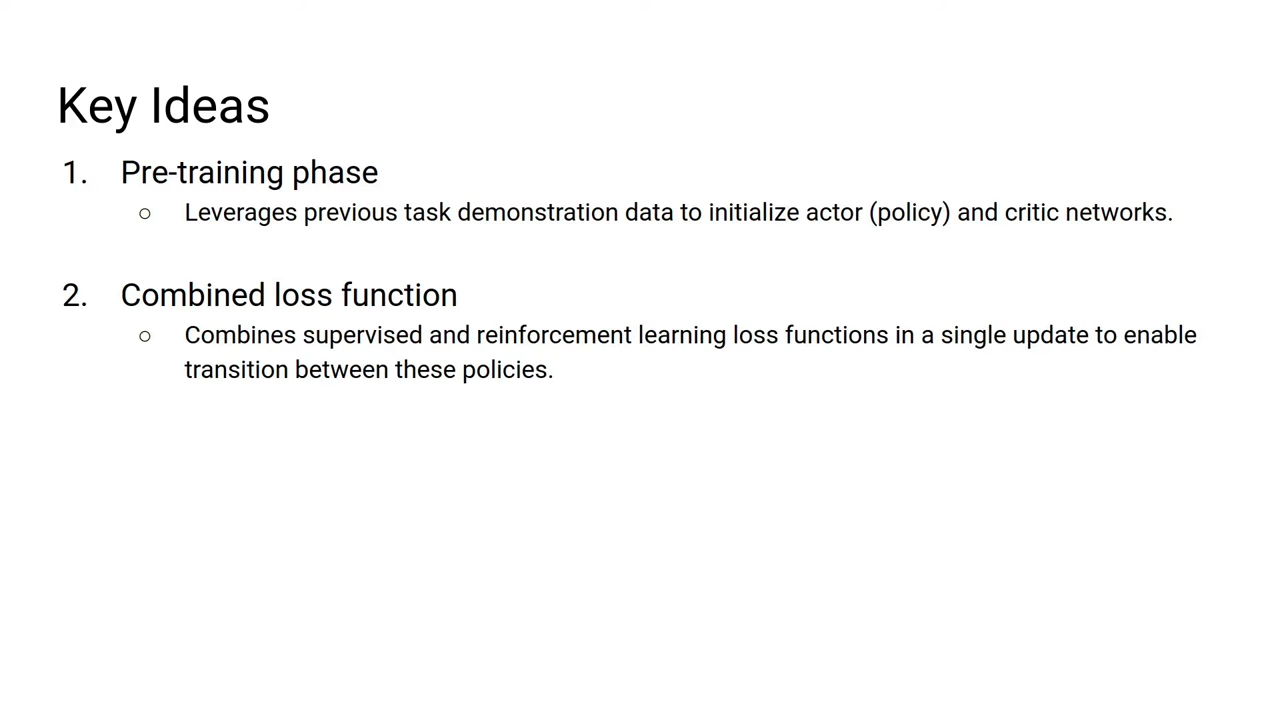 Key Ideas
1. Pre-training phase
○ Leverages previous task demonstration data to initialize actor (policy) and critic networks.
2. Combined loss function
○ Combines supervised and reinforcement learning loss functions in a single update to enable
transition between these policies.